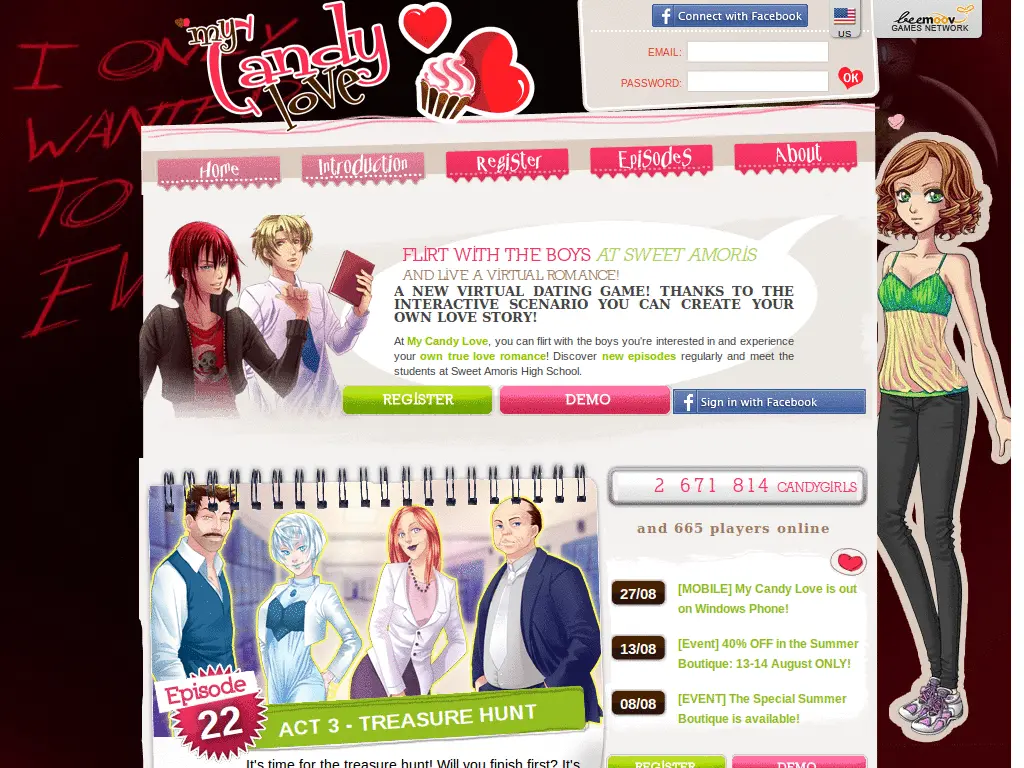 my
Candy
love
Connect with Facebook
US
beemoov
GAMES NETWORK
EMAIL:
PASSWORD:
OK
I ONLY
WANTED
TO
Home
Introduction
Register
EpiSodeS
About
FLIRT WITH THE BOYS AT SWEET AMORIS
AND LIVE A VIRTUAL ROMANCE!
A NEW VIRTUAL DATING GAME! THANKS TO THE
INTERACTIVE SCENARIO YOU CAN CREATE YOUR
OWN LOVE STORY!
At My Candy Love, you can flirt with the boys you're interested in and experience
your own true love romance! Discover new episodes regularly and meet the
students at Sweet Amoris High School.
REGISTER
DEMO
Sign in with Facebook
2 671 814 CANDYGIRLS
and 665 players online
27/08
[MOBILE] My Candy Love is out
on Windows Phone!
13/08
[Event] 40% OFF in the Summer
Boutique: 13-14 August ONLY!
08/08
[EVENT] The Special Summer
Boutique is available!
Episode
22
ACT 3 - TREASURE HUNT
It's time for the treasure hunt! Will you finish first? It's
REGISTER
DEMO